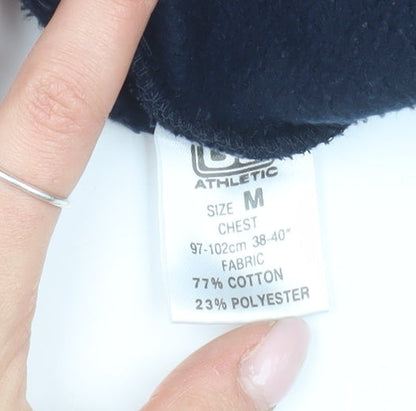 ATHLETIC
SIZE M
CHEST
97-102cm 38-40"
FABRIC
77% COTTON
23% POLYESTER